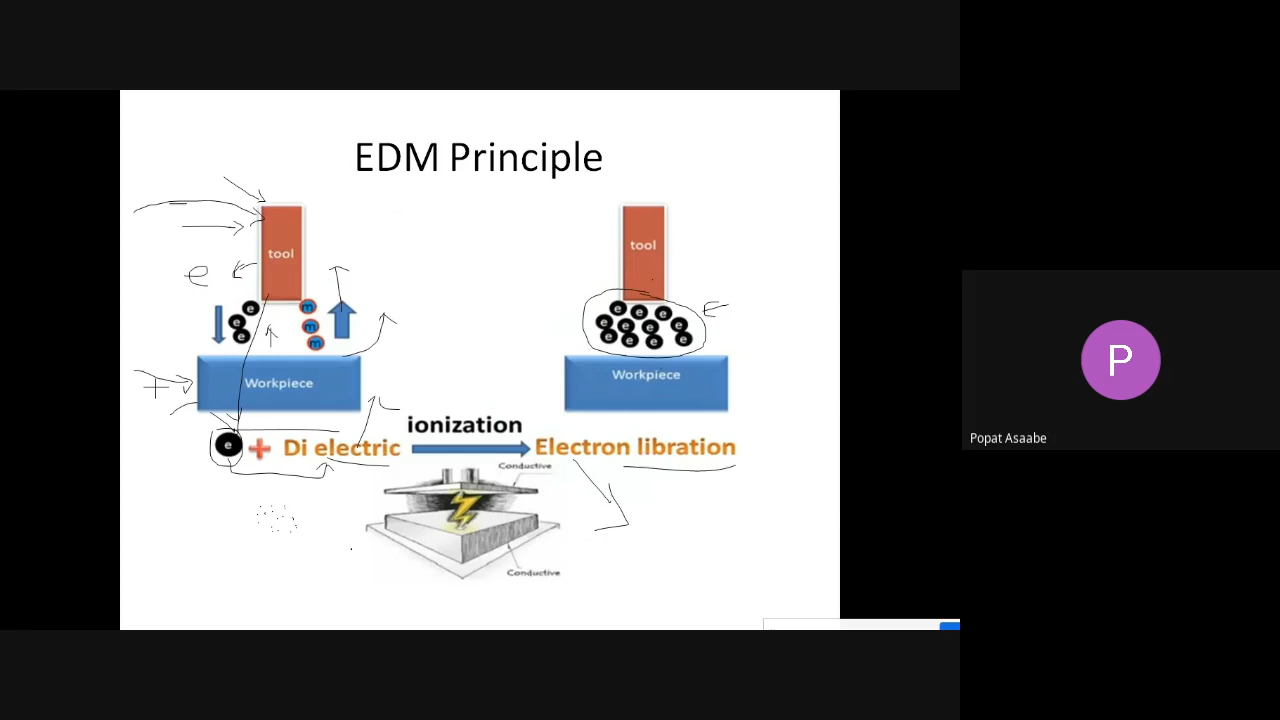 EDM Principle
tool
tool
e
e m
e m
e m
e e e
e e e e
e e e e
Workpiece
Workpiece
+
ionization
e + Di electric
Electron libration
Conductive
Conductive
P
Popat Asaabe